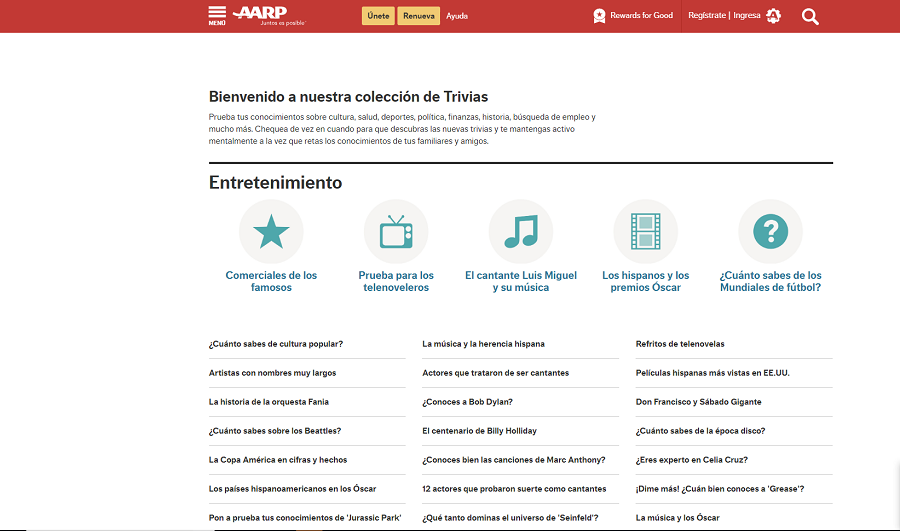 MENÚ
AARP
Juntos es posible
Únete
Renueva
Ayuda
Rewards for Good
Regístrate | Ingresa
Bienvenido a nuestra colección de Trivias
Prueba tus conocimientos sobre cultura, salud, deportes, política, finanzas, historia, búsqueda de empleo y
mucho más. Chequea de vez en cuando para que descubras las nuevas trivias y te mantengas activo
mentalmente a la vez que retas los conocimientos de tus familiares y amigos.
Entretenimiento
Comerciales de los
famosos
Prueba para los
telenoveleros
El cantante Luis Miguel
y su música
Los hispanos y los
premios Óscar
¿Cuánto sabes de los
Mundiales de fútbol?
¿Cuánto sabes de cultura popular?
La música y la herencia hispana
Refritos de telenovelas
Artistas con nombres muy largos
Actores que trataron de ser cantantes
Películas hispanas más vistas en EE.UU.
La historia de la orquesta Fania
¿Conoces a Bob Dylan?
Don Francisco y Sábado Gigante
¿Cuánto sabes sobre los Beattles?
El centenario de Billy Holliday
¿Cuánto sabes de la época disco?
La Copa América en cifras y hechos
¿Conoces bien las canciones de Marc Anthony?
¿Eres experto en Celia Cruz?
Los países hispanoamericanos en los Óscar
12 actores que probaron suerte como cantantes
¡Dime más! ¿Cuán bien conoces a 'Grease'?
Pon a prueba tus conocimientos de 'Jurassic Park'
¿Qué tanto dominas el universo de 'Seinfeld'?
La música y los Óscar